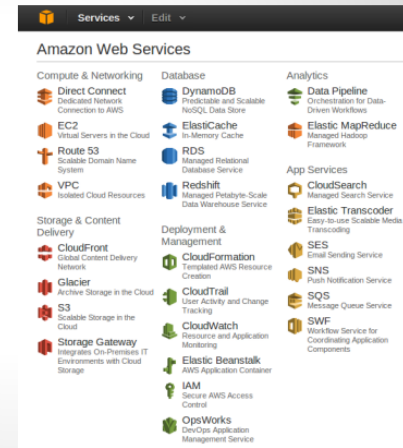 Services Edit
Amazon Web Services
Compute & Networking
Direct Connect
Dedicated Network
Connection to AWS
EC2
Virtual Servers in the Cloud
Route 53
Scalable Domain Name
System
VPC
Isolated Cloud Resources
Storage & Content
Delivery
CloudFront
Global Content Delivery
Network
Glacier
Archive Storage in the Cloud
S3
Scalable Storage in the
Cloud
Storage Gateway
Integrates On-Premises IT
Environments with Cloud
Storage
Database
DynamoDB
Predictable and Scalable
NoSQL Data Store
ElastiCache
In-Memory Cache
RDS
Managed Relational
Database Service
Redshift
Managed Petabyte-Scale
Data Warehouse Service
Deployment &
Management
CloudFormation
Templated AWS Resource
Creation
CloudTrail
User Activity and Change
Tracking
CloudWatch
Resource and Application
Monitoring
Elastic Beanstalk
AWS Application Container
IAM
Secure AWS Access
Control
OpsWorks
DevOps Application
Management Service
Analytics
Data Pipeline
Orchestration for Data-
Driven Workflows
Elastic MapReduce
Managed Hadoop
Framework
App Services
CloudSearch
Managed Search Service
Elastic Transcoder
Easy-to-use Scalable Media
Transcoding
SES
Email Sending Service
SNS
Push Notification Service
SQS
Message Queue Service
SWF
Workflow Service for
Coordinating Application
Components